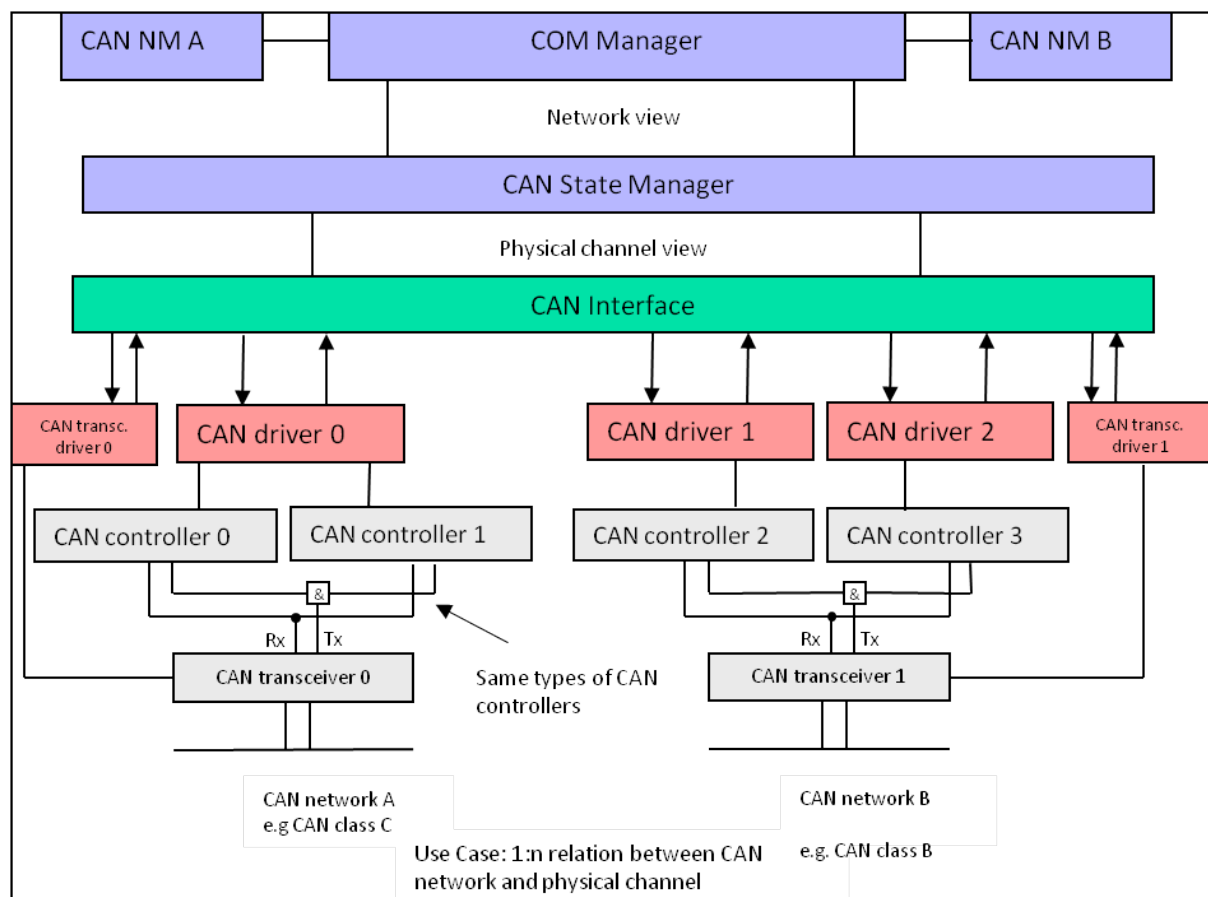 CAN NM A
COM Manager
CAN NM B
Network view
CAN State Manager
Physical channel view
CAN Interface
CAN transc.
driver 0
CAN driver 0
CAN driver 1
CAN driver 2
CAN transc.
driver 1
CAN controller 0
CAN controller 1
CAN controller 2
CAN controller 3
&
&
Rx
Tx
Rx
Tx
CAN transceiver 0
Same types of CAN
controllers
CAN transceiver 1
CAN network A
e.g CAN class C
CAN network B
e.g. CAN class B
Use Case: 1:n relation between CAN
network and physical channel